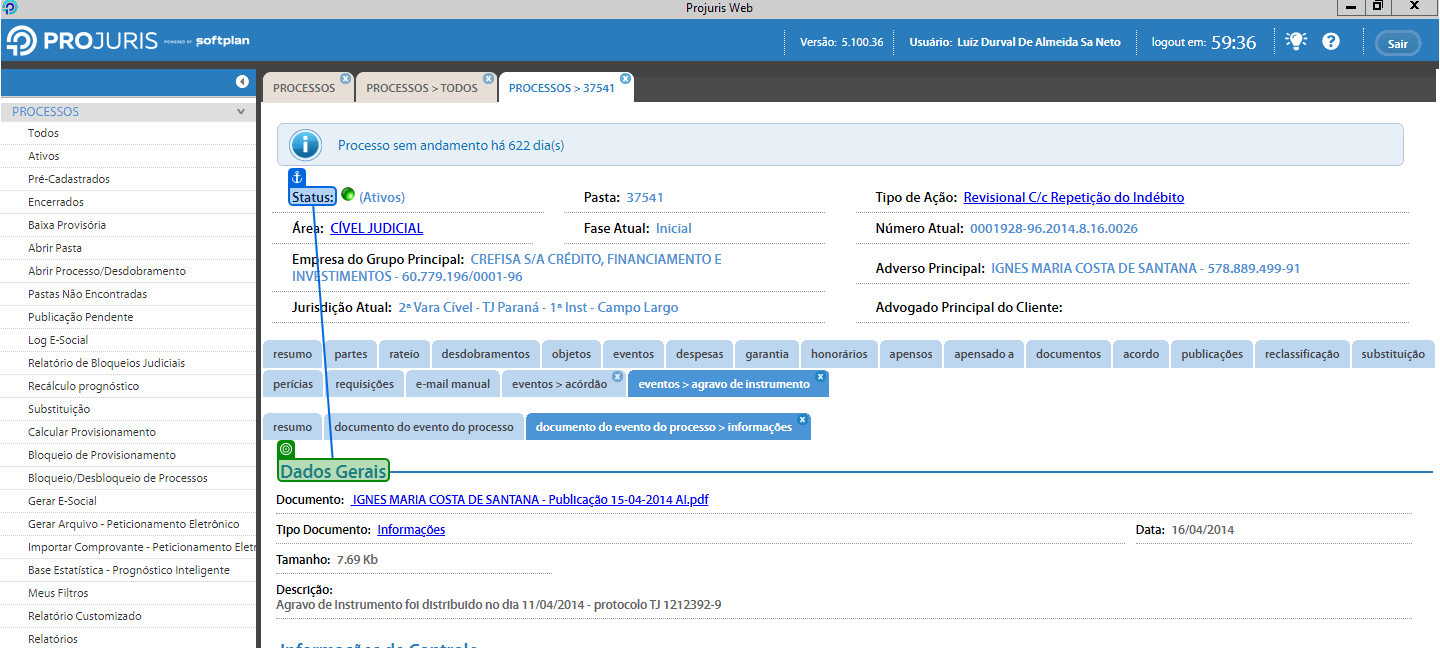 Projuris Web
PROJURIS POWERED BY softplan
Versão: 5.100.36
Usuário: Luiz Durval De Almeida Sa Neto
logout em: 59:36
Sair
PROCESSOS
PROCESSOS > TODOS
PROCESSOS > 37541
PROCESSOS
Todos
Ativos
Pré-Cadastrados
Encerrados
Baixa Provisória
Abrir Pasta
Abrir Processo/Desdobramento
Pastas Não Encontradas
Publicação Pendente
Log E-Social
Relatório de Bloqueios Judiciais
Recálculo prognóstico
Substituição
Calcular Provisionamento
Bloqueio de Provisionamento
Bloqueio/Desbloqueio de Processos
Gerar E-Social
Gerar Arquivo - Peticionamento Eletrônico
Importar Comprovante - Peticionamento Eletr
Base Estatística - Prognóstico Inteligente
Meus Filtros
Relatório Customizado
Relatórios
Processo sem andamento há 622 dia(s)
Status: (Ativos)
Pasta: 37541
Tipo de Ação: Revisional C/c Repetição do Indébito
Área: CÍVEL JUDICIAL
Fase Atual: Inicial
Número Atual: 0001928-96.2014.8.16.0026
Empresa do Grupo Principal: CREFISA S/A CRÉDITO, FINANCIAMENTO E
INVESTIMENTOS - 60.779.196/0001-96
Adverso Principal: IGNES MARIA COSTA DE SANTANA - 578.889.499-91
Jurisdição Atual: 2ª Vara Cível - TJ Paraná - 1ª Inst - Campo Largo
Advogado Principal do Cliente:
resumo partes rateio desdobramentos objetos eventos despesas garantia honorários apensos apensado a documentos acordo publicações reclassificação substituição
perícias requisições e-mail manual eventos > acórdão eventos > agravo de instrumento
resumo documento do evento do processo documento do evento do processo > informações
Dados Gerais
Documento: IGNES MARIA COSTA DE SANTANA - Publicação 15-04-2014 AI.pdf
Tipo Documento: Informações
Data: 16/04/2014
Tamanho: 7.69 Kb
Descrição:
Agravo de Instrumento foi distribuído no dia 11/04/2014 - protocolo TJ 1212392-9
Informações de Controle